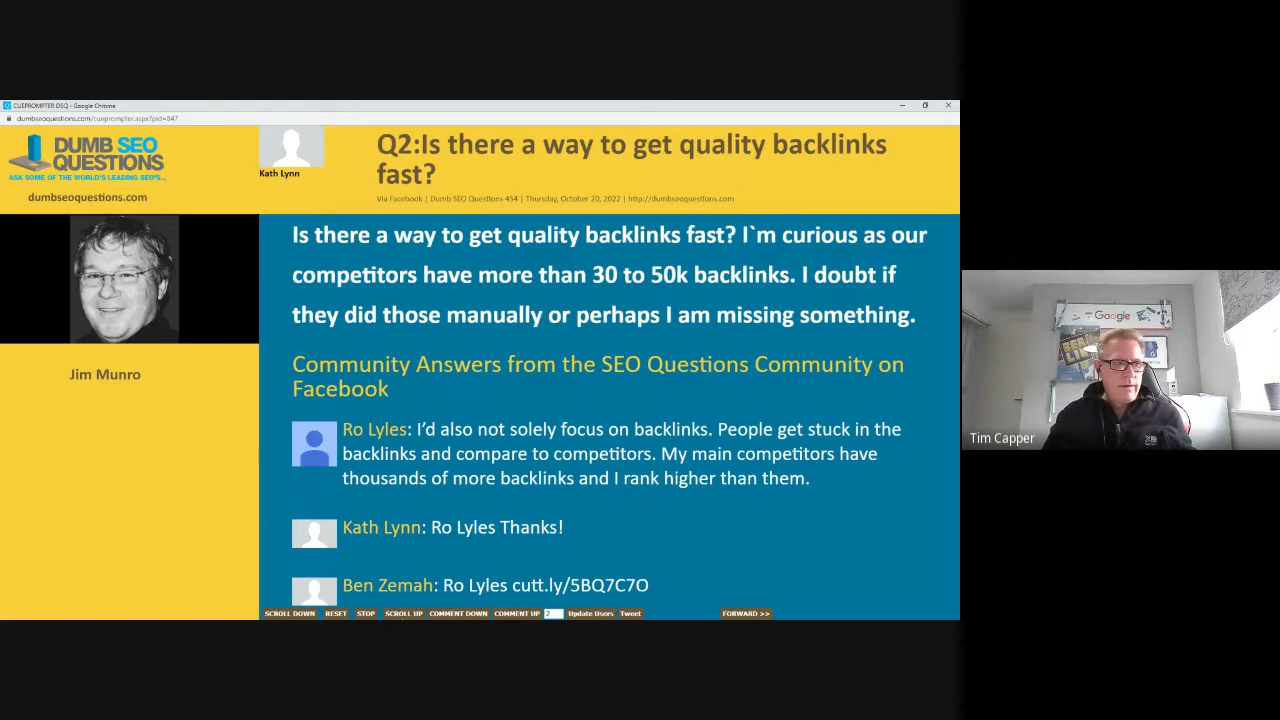 CUEPROMPTER DSQ - Google Chrome
dumbseoquestions.com/cueprompter.aspx?pid=847
DUMB SEO
QUESTIONS
ASK SOME OF THE WORLD'S LEADING SEO'S...
dumbseoquestions.com
Kath Lynn
Q2:Is there a way to get quality backlinks
fast?
Via Facebook | Dumb SEO Questions 454 | Thursday, October 20, 2022 | http://dumbseoquestions.com
Jim Munro
Is there a way to get quality backlinks fast? I`m curious as our
competitors have more than 30 to 50k backlinks. I doubt if
they did those manually or perhaps I am missing something.
Community Answers from the SEO Questions Community on
Facebook
Ro Lyles: I’d also not solely focus on backlinks. People get stuck in the
backlinks and compare to competitors. My main competitors have
thousands of more backlinks and I rank higher than them.
Kath Lynn: Ro Lyles Thanks!
Ben Zemah: Ro Lyles cutt.ly/5BQ7C7O
SCROLL DOWN RESET STOP SCROLL UP COMMENT DOWN COMMENT UP 2 Update Users Tweet FORWARD >>
Google
Tim Capper